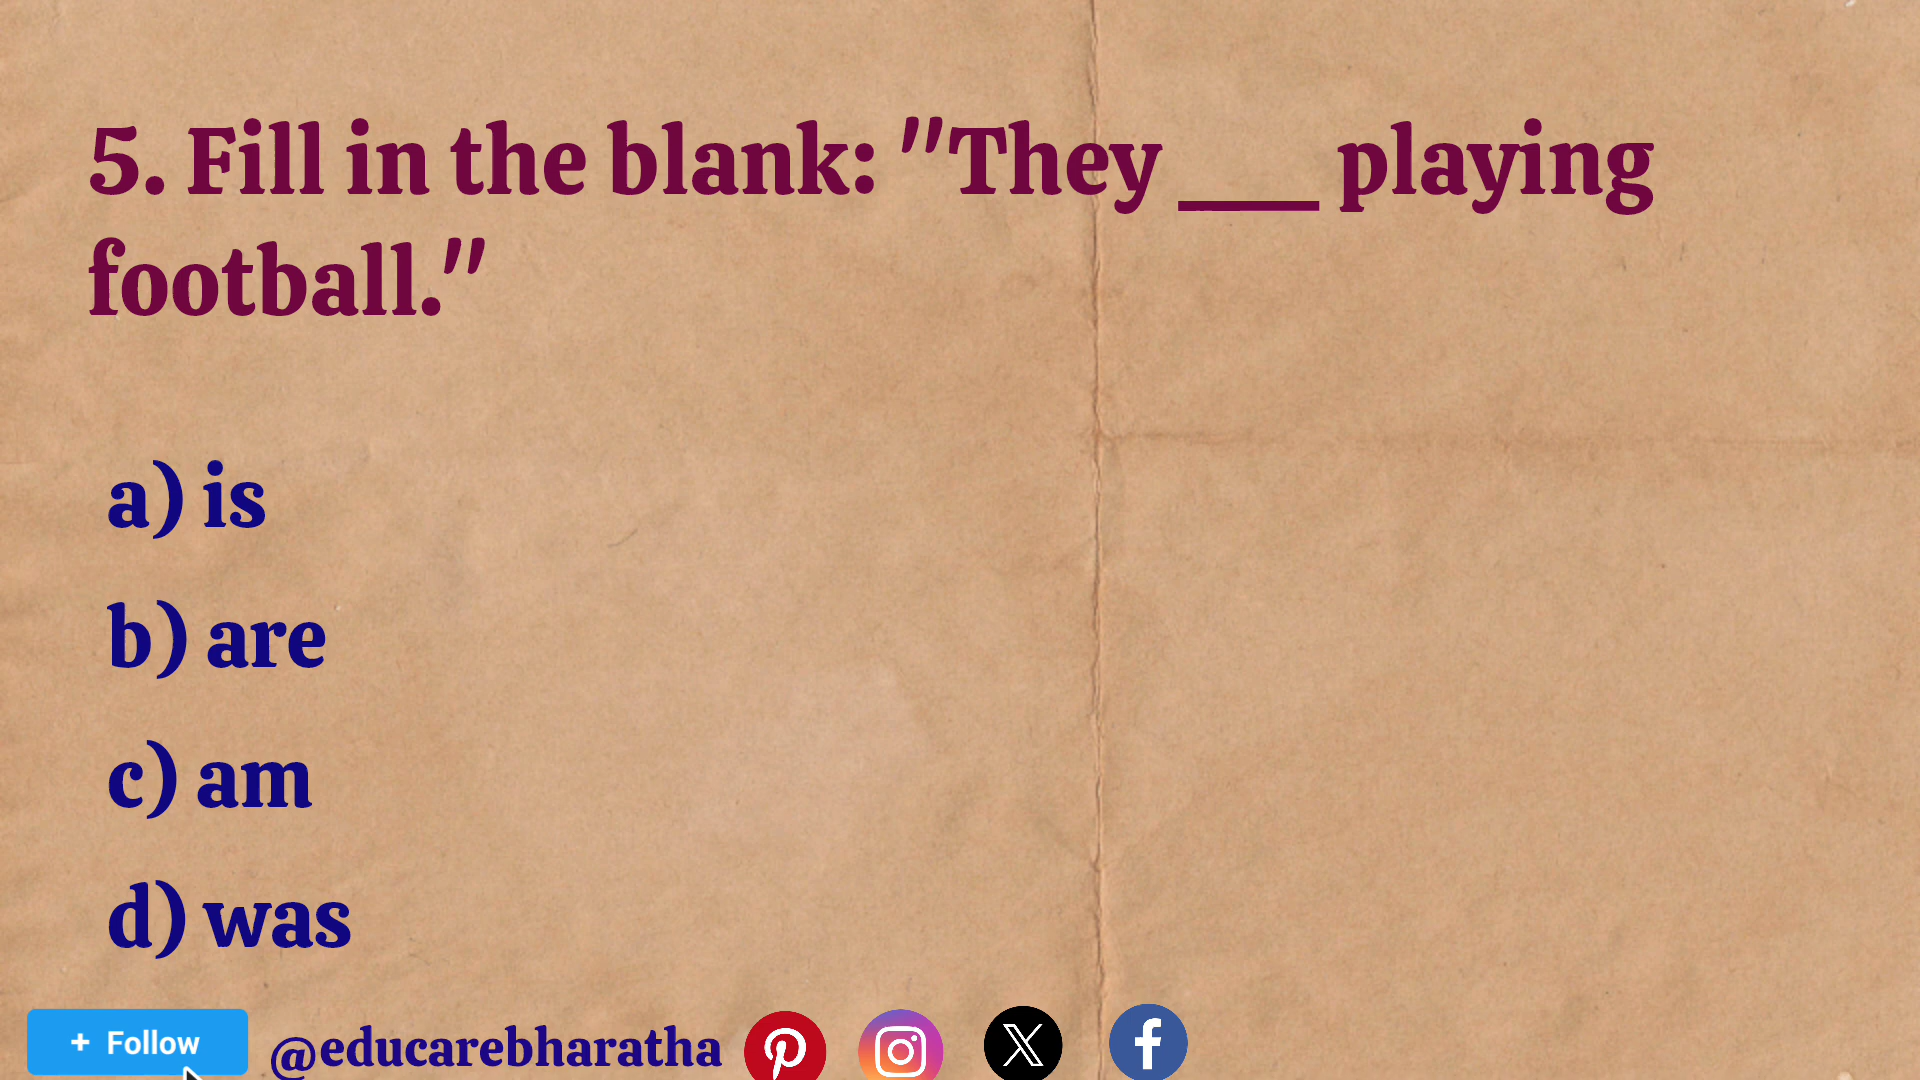 5. Fill in the blank: "They ___ playing
football."
a) is
b) are
c) am
d) was
+ Follow @educarebharatha